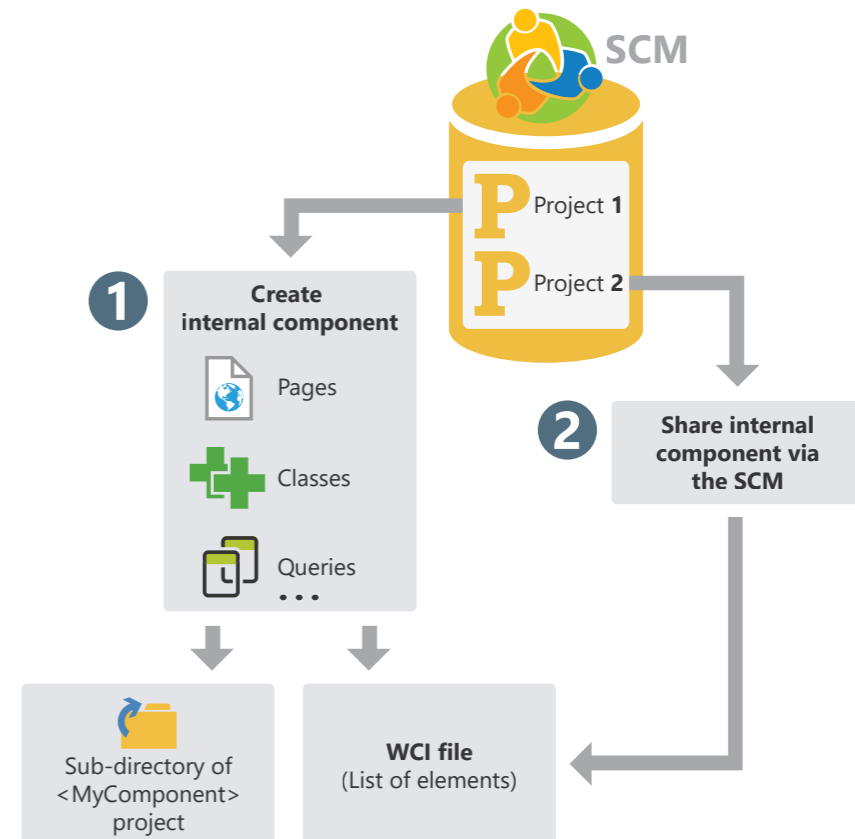 SCM
P Project 1
P Project 2
1
Create
internal component
Pages
Classes
Queries
...
2
Share internal
component via
the SCM
Sub-directory of
<MyComponent>
project
WCI file
(List of elements)